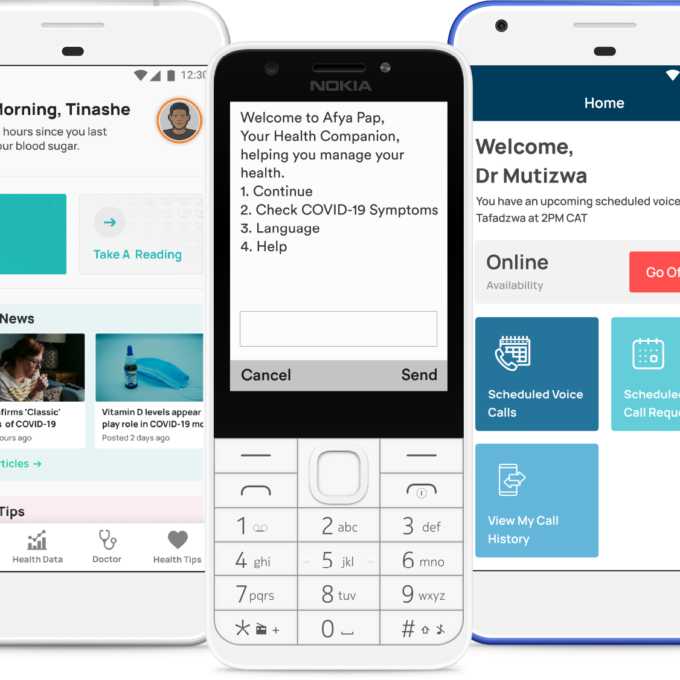 12:30
Morning, Tinashe
hours since you last
our blood sugar.
Take A Reading
News
firms 'Classic'
of COVID-19
ours ago
Vitamin D levels appear
play role in COVID-19 mo
Posted 2 days ago
rticles →
Tips
Health Data
Doctor
Health Tips
NOKIA
Welcome to Afya Pap,
Your Health Companion,
helping you manage your
health.
1. Continue
2. Check COVID-19 Symptoms
3. Language
4. Help
Cancel
Send
1
2 abc
3 def
4 ghi
5 jkl
6 mno
7 pqrs
8 tuv
9 wxyz
* +
0
#
Home
Welcome,
Dr Mutizwa
You have an upcoming scheduled voice
Tafadzwa at 2PM CAT
Online
Availability
Go Of
Scheduled Voice
Calls
Schedule
Call Requ
View My Call
History